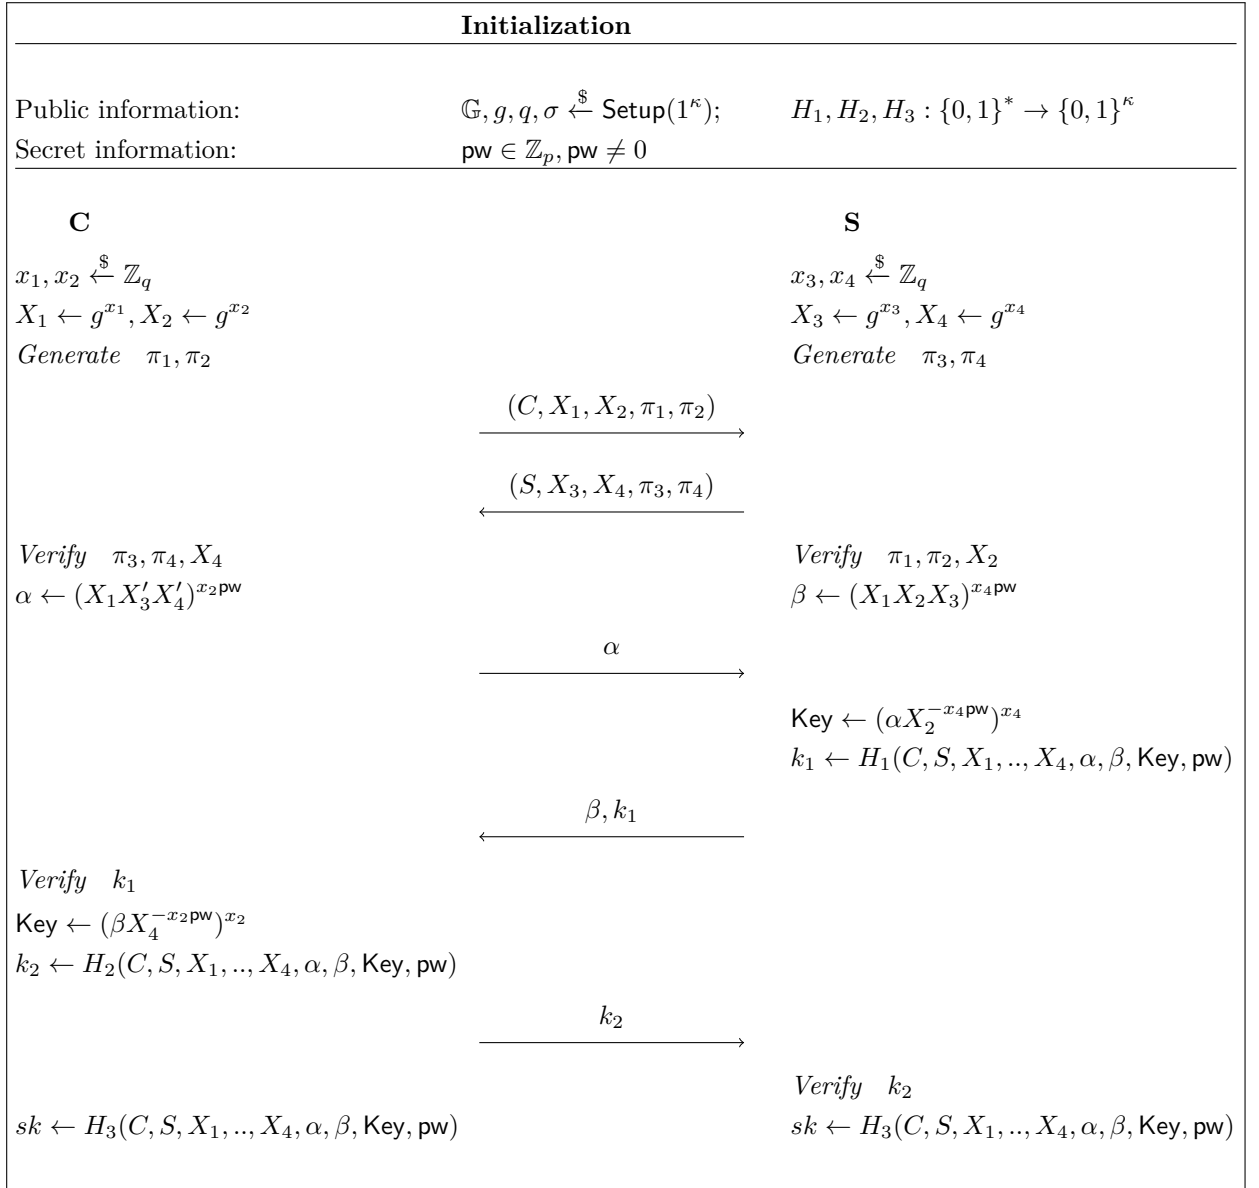 Initialization
Public information: 𝔾, g, q, σ ←$ Setup(1^κ); H₁, H₂, H₃ : {0, 1}* → {0, 1}^κ
Secret information: pw ∈ ℤ_p, pw ≠ 0
C S
x₁, x₂ ←$ ℤ_q x₃, x₄ ←$ ℤ_q
X₁ ← g^{x₁}, X₂ ← g^{x₂} X₃ ← g^{x₃}, X₄ ← g^{x₄}
Generate π₁, π₂ Generate π₃, π₄
(C, X₁, X₂, π₁, π₂)
(S, X₃, X₄, π₃, π₄)
Verify π₃, π₄, X₄ Verify π₁, π₂, X₂
α ← (X₁X′₃X′₄)^{x₂pw} β ← (X₁X₂X₃)^{x₄pw}
α
Key ← (αX₂^{−x₄pw})^{x₄}
k₁ ← H₁(C, S, X₁, .., X₄, α, β, Key, pw)
β, k₁
Verify k₁
Key ← (βX₄^{−x₂pw})^{x₂}
k₂ ← H₂(C, S, X₁, .., X₄, α, β, Key, pw)
k₂
Verify k₂
sk ← H₃(C, S, X₁, .., X₄, α, β, Key, pw) sk ← H₃(C, S, X₁, .., X₄, α, β, Key, pw)